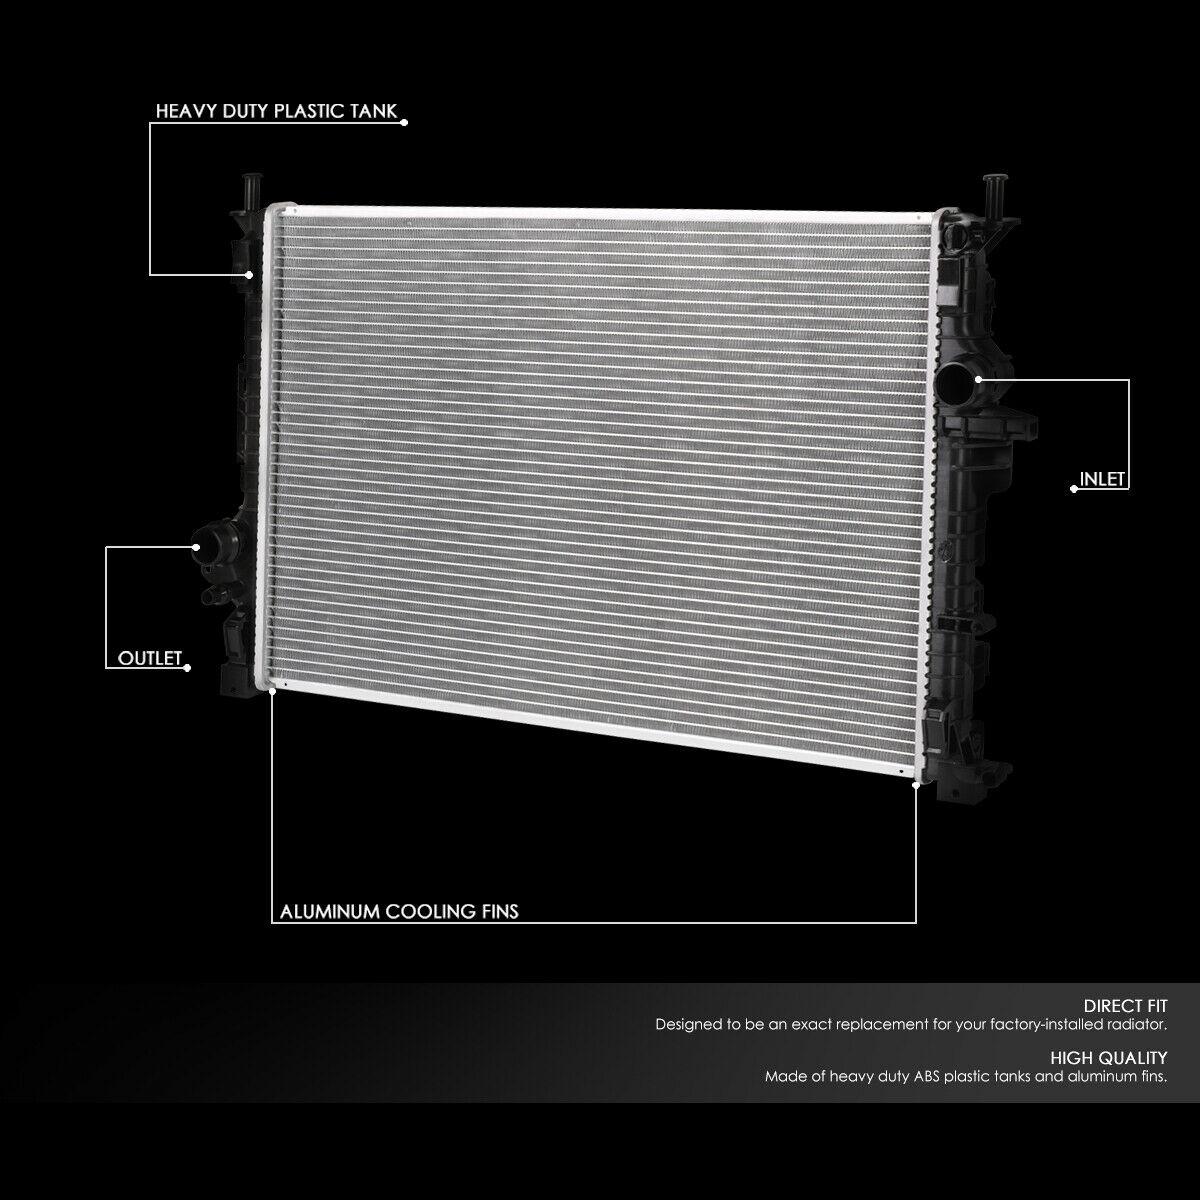 HEAVY DUTY PLASTIC TANK
INLET
OUTLET
ALUMINUM COOLING FINS
DIRECT FIT
Designed to be an exact replacement for your factory-installed radiator.
HIGH QUALITY
Made of heavy duty ABS plastic tanks and aluminum fins.